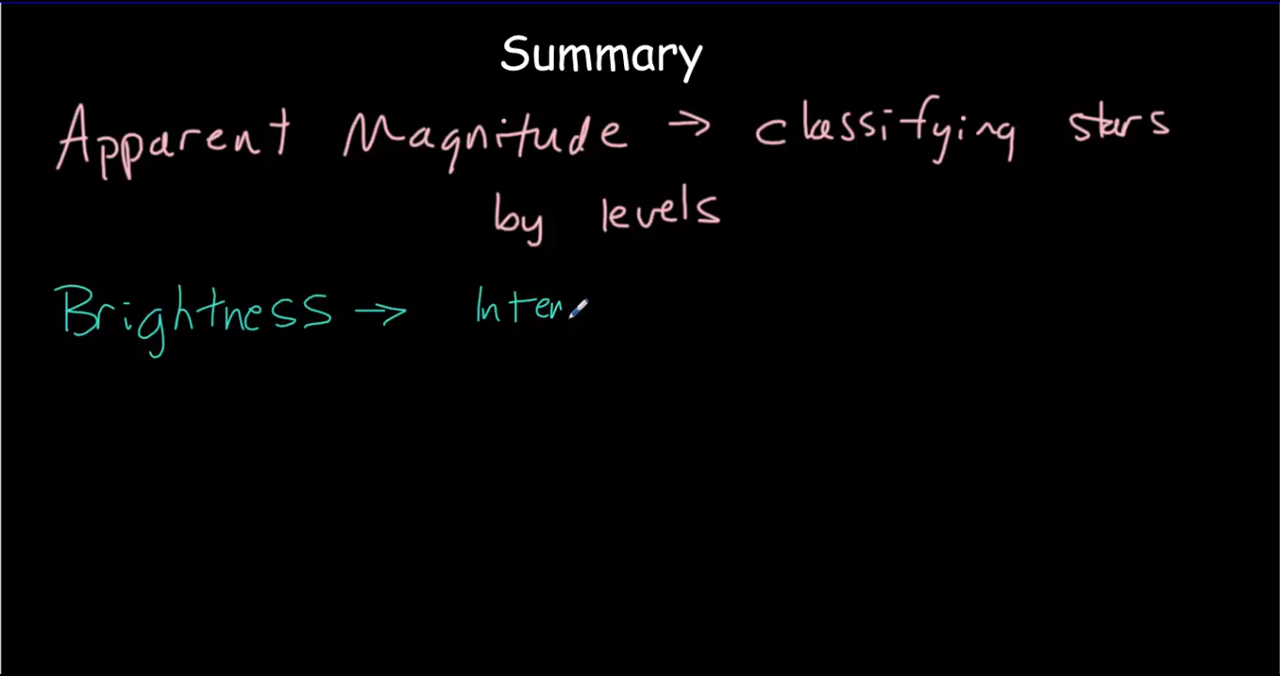 Summary
Apparent Magnitude → classifying stars
by levels
Brightness → Inten